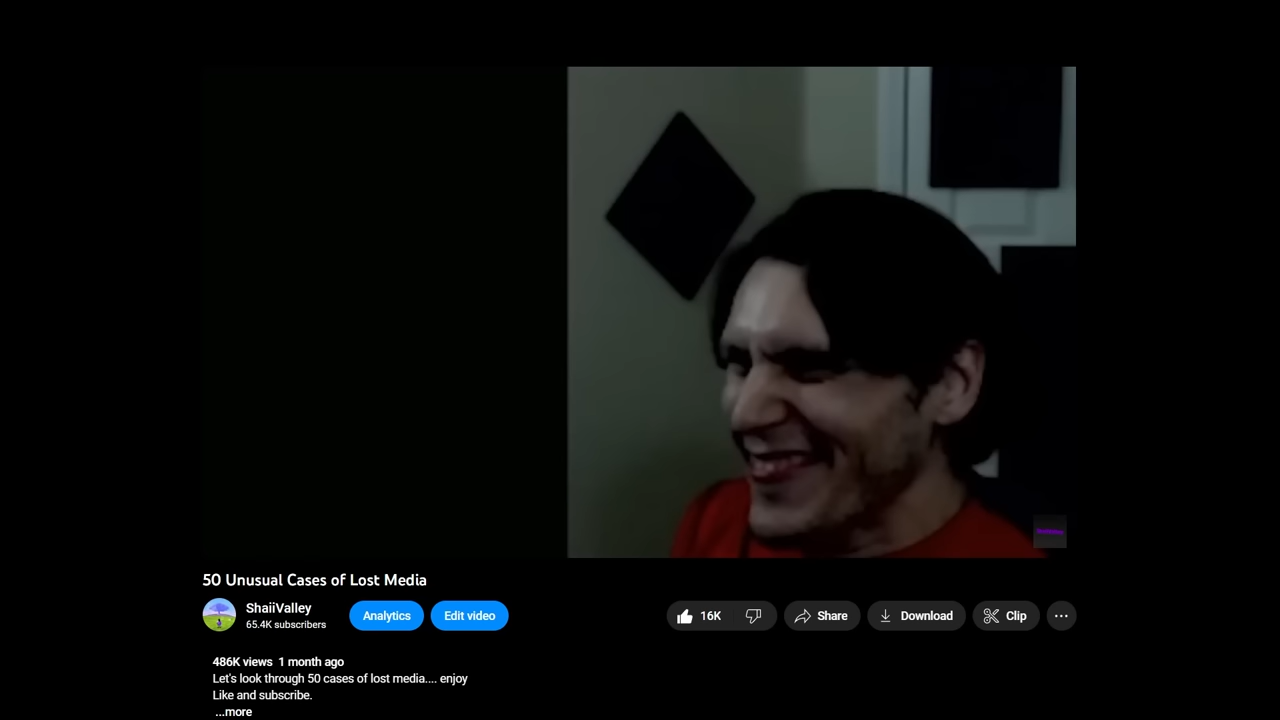 50 Unusual Cases of Lost Media
ShaiiValley
65.4K subscribers
Analytics
Edit video
16K
Share
Download
Clip
486K views 1 month ago
Let's look through 50 cases of lost media.... enjoy
Like and subscribe.
...more